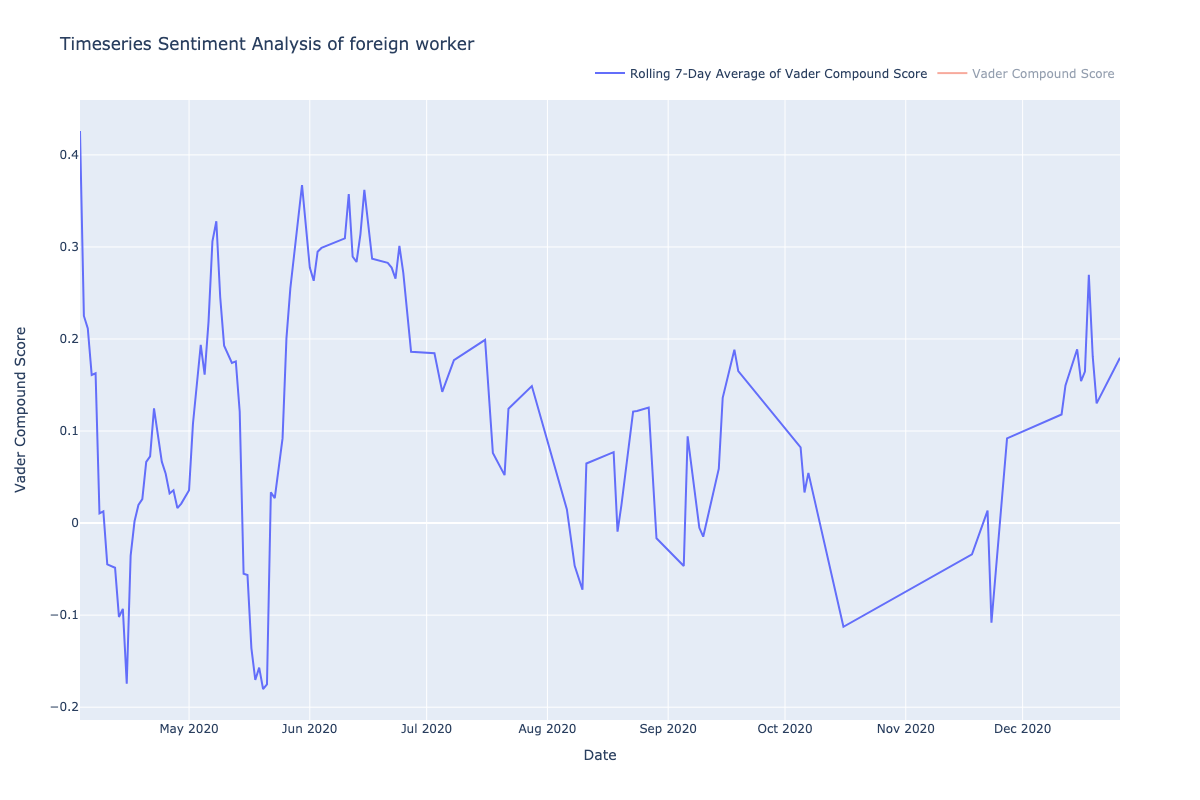 Timeseries Sentiment Analysis of foreign worker
Rolling 7-Day Average of Vader Compound Score
Vader Compound Score
0.4
0.3
0.2
0.1
0
−0.1
−0.2
Vader Compound Score
May 2020
Jun 2020
Jul 2020
Aug 2020
Sep 2020
Oct 2020
Nov 2020
Dec 2020
Date